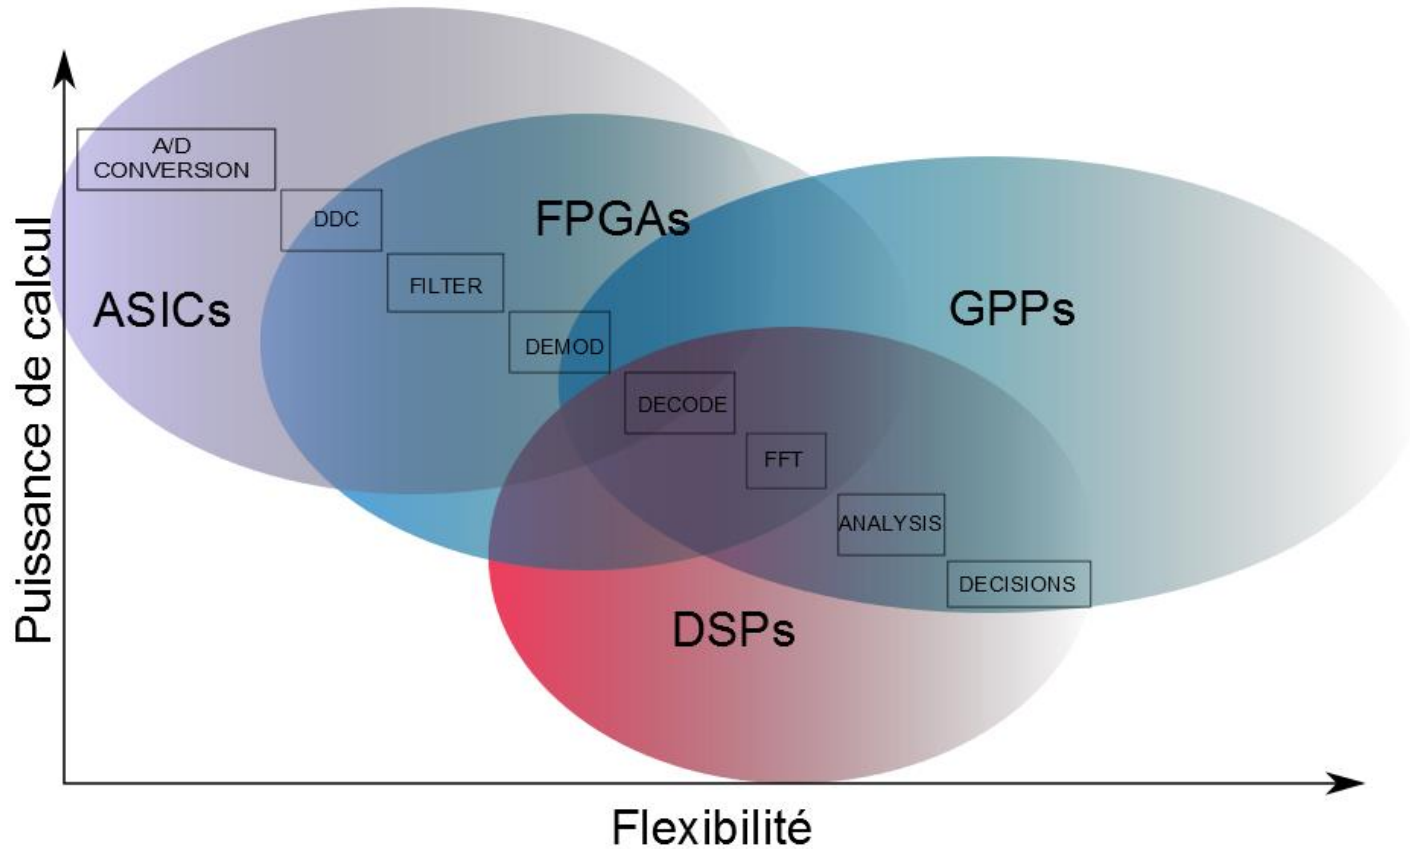 A/D
CONVERSION
DDC
FPGAs
FILTER
ASICs
GPPs
DEMOD
DECODE
FFT
ANALYSIS
DECISIONS
DSPs
Puissance de calcul
Flexibilité